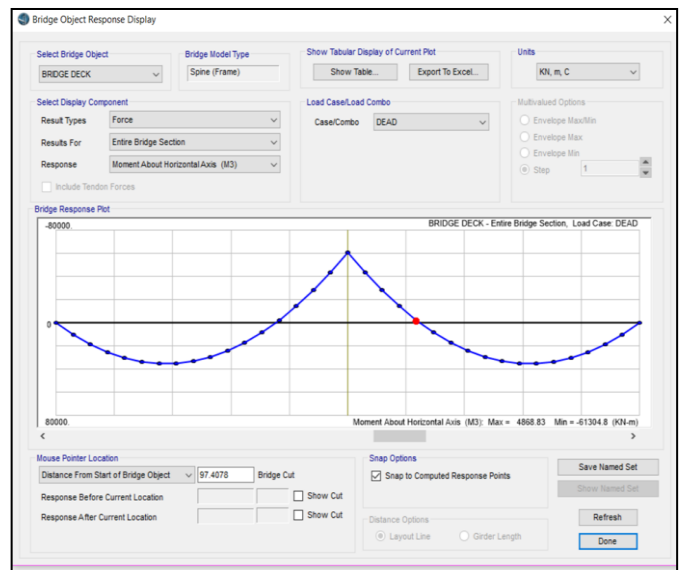 Bridge Object Response Display
Select Bridge Object
BRIDGE DECK
Bridge Model Type
Spine (Frame)
Show Tabular Display of Current Plot
Show Table...
Export To Excel...
Units
KN, m, C
Select Display Component
Result Types
Force
Results For
Entire Bridge Section
Response
Moment About Horizontal Axis (M3)
Include Tendon Forces
Load Case/Load Combo
Case/Combo
DEAD
Multivalued Options
Envelope Max/Min
Envelope Max
Envelope Min
Step
1
Bridge Response Plot
-80000.
BRIDGE DECK - Entire Bridge Section, Load Case: DEAD
0
80000.
Moment About Horizontal Axis (M3): Max = 4868.83 Min = -61304.8 (KN-m)
Mouse Pointer Location
Distance From Start of Bridge Object
97.4078
Bridge Cut
Response Before Current Location
Show Cut
Response After Current Location
Show Cut
Snap Options
Snap to Computed Response Points
Distance Options
Layout Line
Girder Length
Save Named Set
Show Named Set
Refresh
Done